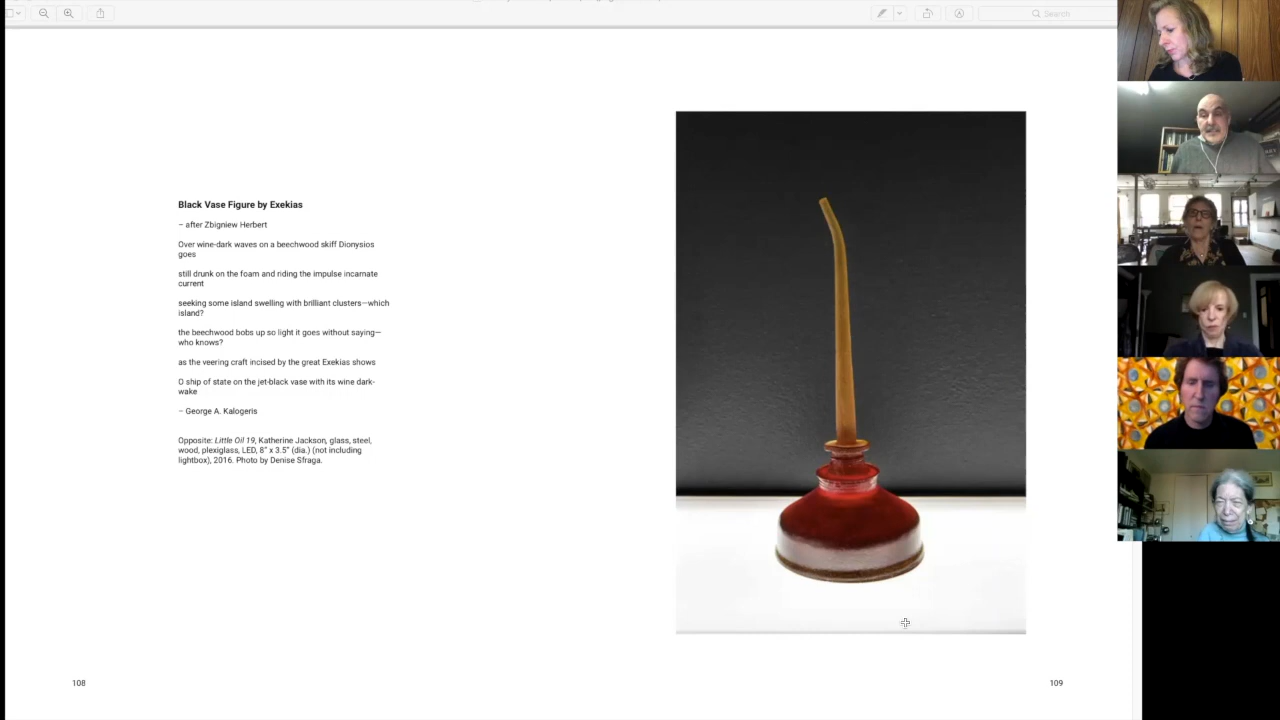 Search
Black Vase Figure by Exekias
– after Zbigniew Herbert
Over wine-dark waves on a beechwood skiff Dionysios
goes
still drunk on the foam and riding the impulse incarnate
current
seeking some island swelling with brilliant clusters—which
island?
the beechwood bobs up so light it goes without saying—
who knows?
as the veering craft incised by the great Exekias shows
O ship of state on the jet-black vase with its wine dark-
wake
– George A. Kalogeris
Opposite: Little Oil 19, Katherine Jackson, glass, steel,
wood, plexiglass, LED, 8” x 3.5” (dia.) (not including
lightbox), 2016. Photo by Denise Sfraga.
108
109